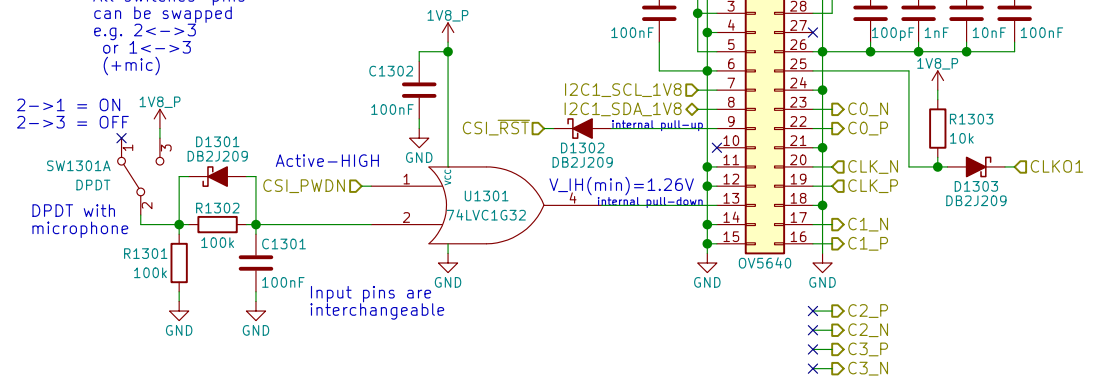 All switches' pins
can be swapped
e.g. 2<->3
or 1<->3
(+mic)
2->1 = ON
2->3 = OFF
1V8_P
1
3
SW1301A
DPDT
2
DPDT with
microphone
D1301
DB2J209
R1302
100k
R1301
100k
GND
C1301
100nF
GND
Active-HIGH
CSI_PWDN
1
2
Input pins are
interchangeable
1V8_P
C1302
100nF
GND
VCC
U1301
74LVC1G32
4
GND
V_IH(min)=1.26V
internal pull-down
CSI_RST
D1302
DB2J209
internal pull-up
I2C1_SCL_1V8
I2C1_SDA_1V8
100nF
3
4
5
6
7
8
9
10
11
12
13
14
15
GND
OV5640
28
27
26
25
24
23
22
21
20
19
18
17
16
GND
100pF
1nF
10nF
100nF
1V8_P
R1303
10k
D1303
DB2J209
CLKO1
C0_N
C0_P
CLK_N
CLK_P
C1_N
C1_P
C2_P
C2_N
C3_P
C3_N